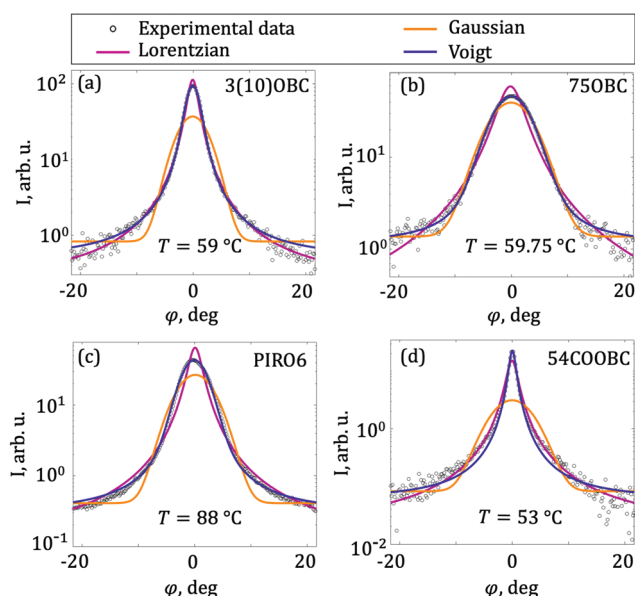 Experimental data
Gaussian
Lorentzian
Voigt
(a)
3(10)OBC
10²
10¹
10⁰
I, arb. u.
T = 59 °C
-20 0 20
φ, deg
(b)
75OBC
10¹
10⁰
I, arb. u.
T = 59.75 °C
-20 0 20
φ, deg
(c)
PIRO6
10¹
10⁰
10⁻¹
I, arb. u.
T = 88 °C
-20 0 20
φ, deg
(d)
54COOBC
10⁰
10⁻²
I, arb. u.
T = 53 °C
-20 0 20
φ, deg